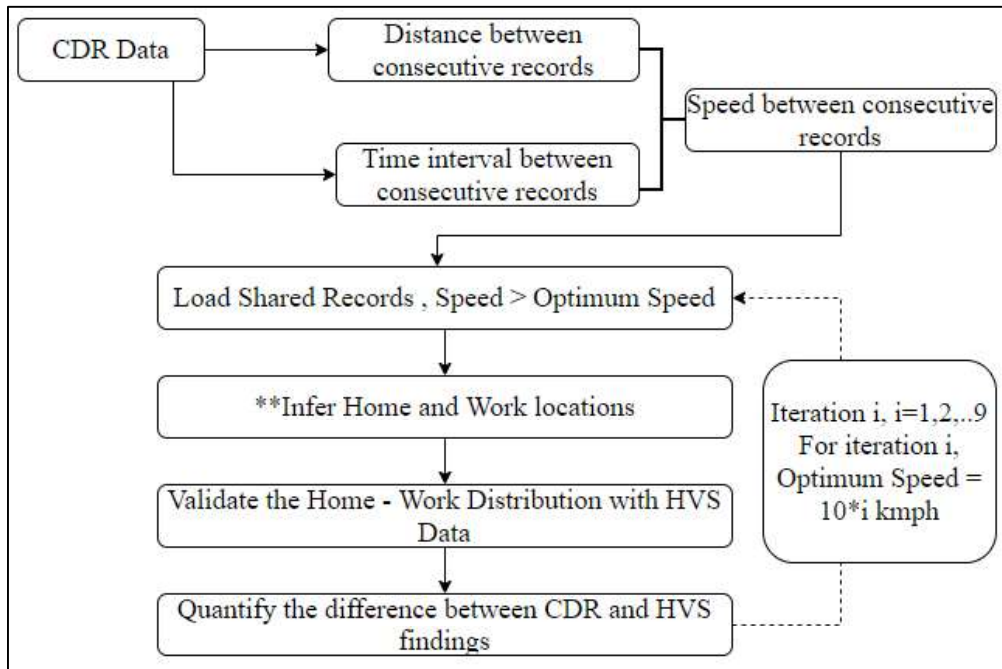 CDR Data
Distance between
consecutive records
Speed between consecutive
records
Time interval between
consecutive records
Load Shared Records , Speed > Optimum Speed
**Infer Home and Work locations
Iteration i, i=1,2,..9
For iteration i,
Optimum Speed =
10*i kmph
Validate the Home - Work Distribution with HVS
Data
Quantify the difference between CDR and HVS
findings